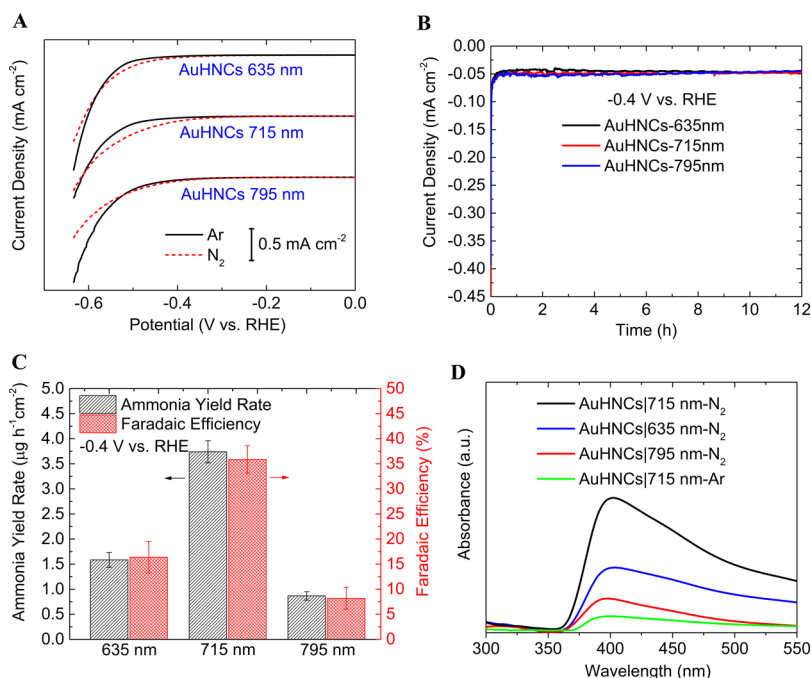 A
Current Density (mA cm⁻²)
AuHNCs 635 nm
AuHNCs 715 nm
AuHNCs 795 nm
Ar
N₂
0.5 mA cm⁻²
-0.6 -0.4 -0.2 0.0
Potential (V vs. RHE)
B
Current Density (mA cm⁻²)
0.00
-0.05
-0.10
-0.15
-0.20
-0.25
-0.30
-0.35
-0.40
-0.45
-0.4 V vs. RHE
AuHNCs-635nm
AuHNCs-715nm
AuHNCs-795nm
0 2 4 6 8 10 12
Time (h)
C
Ammonia Yield Rate (µg h⁻¹ cm⁻²)
5.0
4.5
4.0
3.5
3.0
2.5
2.0
1.5
1.0
0.5
0.0
Ammonia Yield Rate
Faradaic Efficiency
-0.4 V vs. RHE
50
45
40
35
30
25
20
15
10
5
0
Faradaic Efficiency (%)
635 nm 715 nm 795 nm
D
Absorbance (a.u.)
AuHNCs|715 nm-N₂
AuHNCs|635 nm-N₂
AuHNCs|795 nm-N₂
AuHNCs|715 nm-Ar
300 350 400 450 500 550
Wavelength (nm)